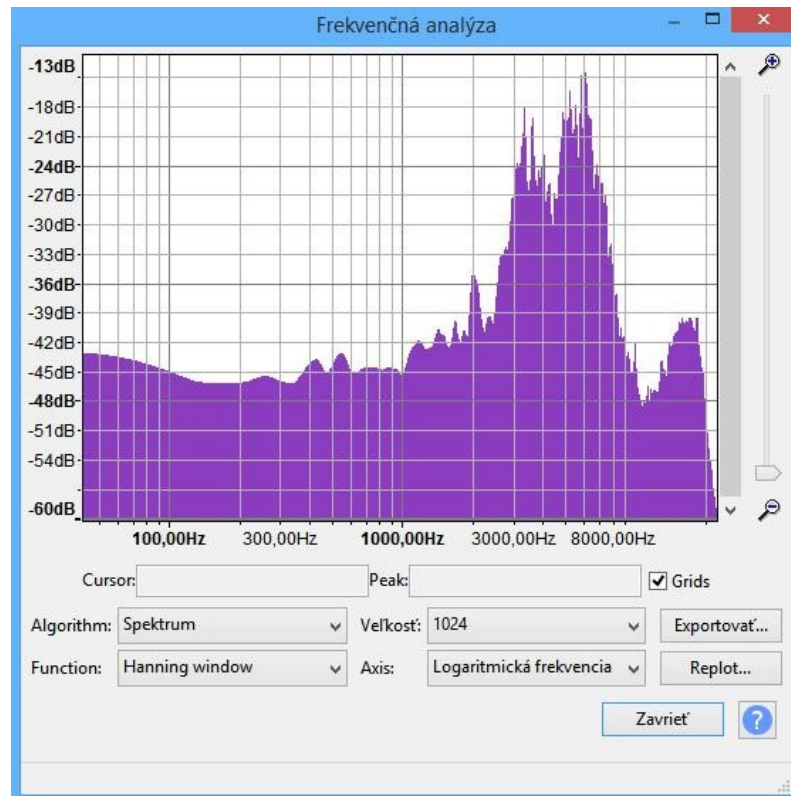 Frekvenčná analýza
-13dB
-18dB
-21dB
-24dB
-27dB
-30dB
-33dB
-36dB
-39dB
-42dB
-45dB
-48dB
-51dB
-54dB
-60dB
100,00Hz 300,00Hz 1000,00Hz 3000,00Hz 8000,00Hz
Cursor: Peak: Grids
Algorithm: Spektrum Veľkosť: 1024 Exportovať...
Function: Hanning window Axis: Logaritmická frekvencia Replot...
Zavrieť ?